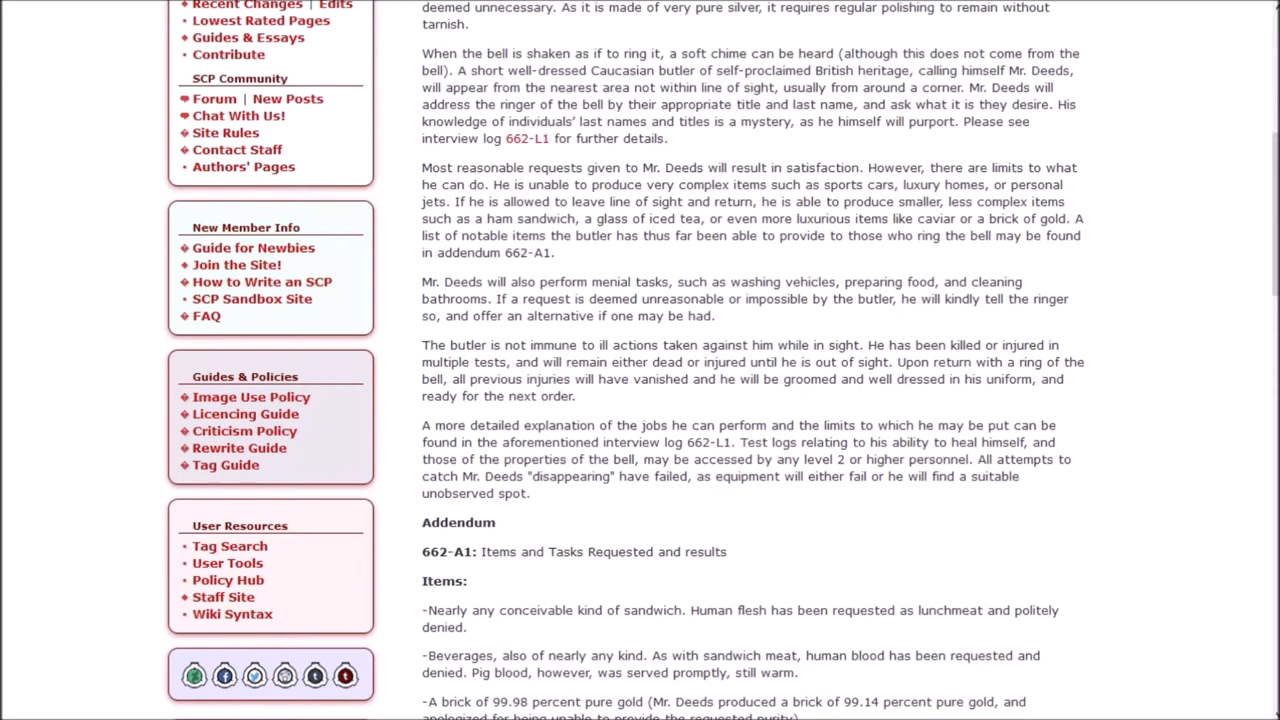 Recent Changes | Edits
Lowest Rated Pages
Guides & Essays
Contribute
SCP Community
Forum | New Posts
Chat With Us!
Site Rules
Contact Staff
Authors' Pages
New Member Info
Guide for Newbies
Join the Site!
How to Write an SCP
SCP Sandbox Site
FAQ
Guides & Policies
Image Use Policy
Licencing Guide
Criticism Policy
Rewrite Guide
Tag Guide
User Resources
Tag Search
User Tools
Policy Hub
Staff Site
Wiki Syntax
deemed unnecessary. As it is made of very pure silver, it requires regular polishing to remain without
tarnish.
When the bell is shaken as if to ring it, a soft chime can be heard (although this does not come from the
bell). A short well-dressed Caucasian butler of self-proclaimed British heritage, calling himself Mr. Deeds,
will appear from the nearest area not within line of sight, usually from around a corner. Mr. Deeds will
address the ringer of the bell by their appropriate title and last name, and ask what it is they desire. His
knowledge of individuals' last names and titles is a mystery, as he himself will purport. Please see
interview log 662-L1 for further details.
Most reasonable requests given to Mr. Deeds will result in satisfaction. However, there are limits to what
he can do. He is unable to produce very complex items such as sports cars, luxury homes, or personal
jets. If he is allowed to leave line of sight and return, he is able to produce smaller, less complex items
such as a ham sandwich, a glass of iced tea, or even more luxurious items like caviar or a brick of gold. A
list of notable items the butler has thus far been able to provide to those who ring the bell may be found
in addendum 662-A1.
Mr. Deeds will also perform menial tasks, such as washing vehicles, preparing food, and cleaning
bathrooms. If a request is deemed unreasonable or impossible by the butler, he will kindly tell the ringer
so, and offer an alternative if one may be had.
The butler is not immune to ill actions taken against him while in sight. He has been killed or injured in
multiple tests, and will remain either dead or injured until he is out of sight. Upon return with a ring of the
bell, all previous injuries will have vanished and he will be groomed and well dressed in his uniform, and
ready for the next order.
A more detailed explanation of the jobs he can perform and the limits to which he may be put can be
found in the aforementioned interview log 662-L1. Test logs relating to his ability to heal himself, and
those of the properties of the bell, may be accessed by any level 2 or higher personnel. All attempts to
catch Mr. Deeds "disappearing" have failed, as equipment will either fail or he will find a suitable
unobserved spot.
Addendum
662-A1: Items and Tasks Requested and results
Items:
-Nearly any conceivable kind of sandwich. Human flesh has been requested as lunchmeat and politely
denied.
-Beverages, also of nearly any kind. As with sandwich meat, human blood has been requested and
denied. Pig blood, however, was served promptly, still warm.
-A brick of 99.98 percent pure gold (Mr. Deeds produced a brick of 99.14 percent pure gold, and
apologized for being unable to provide the requested purity)